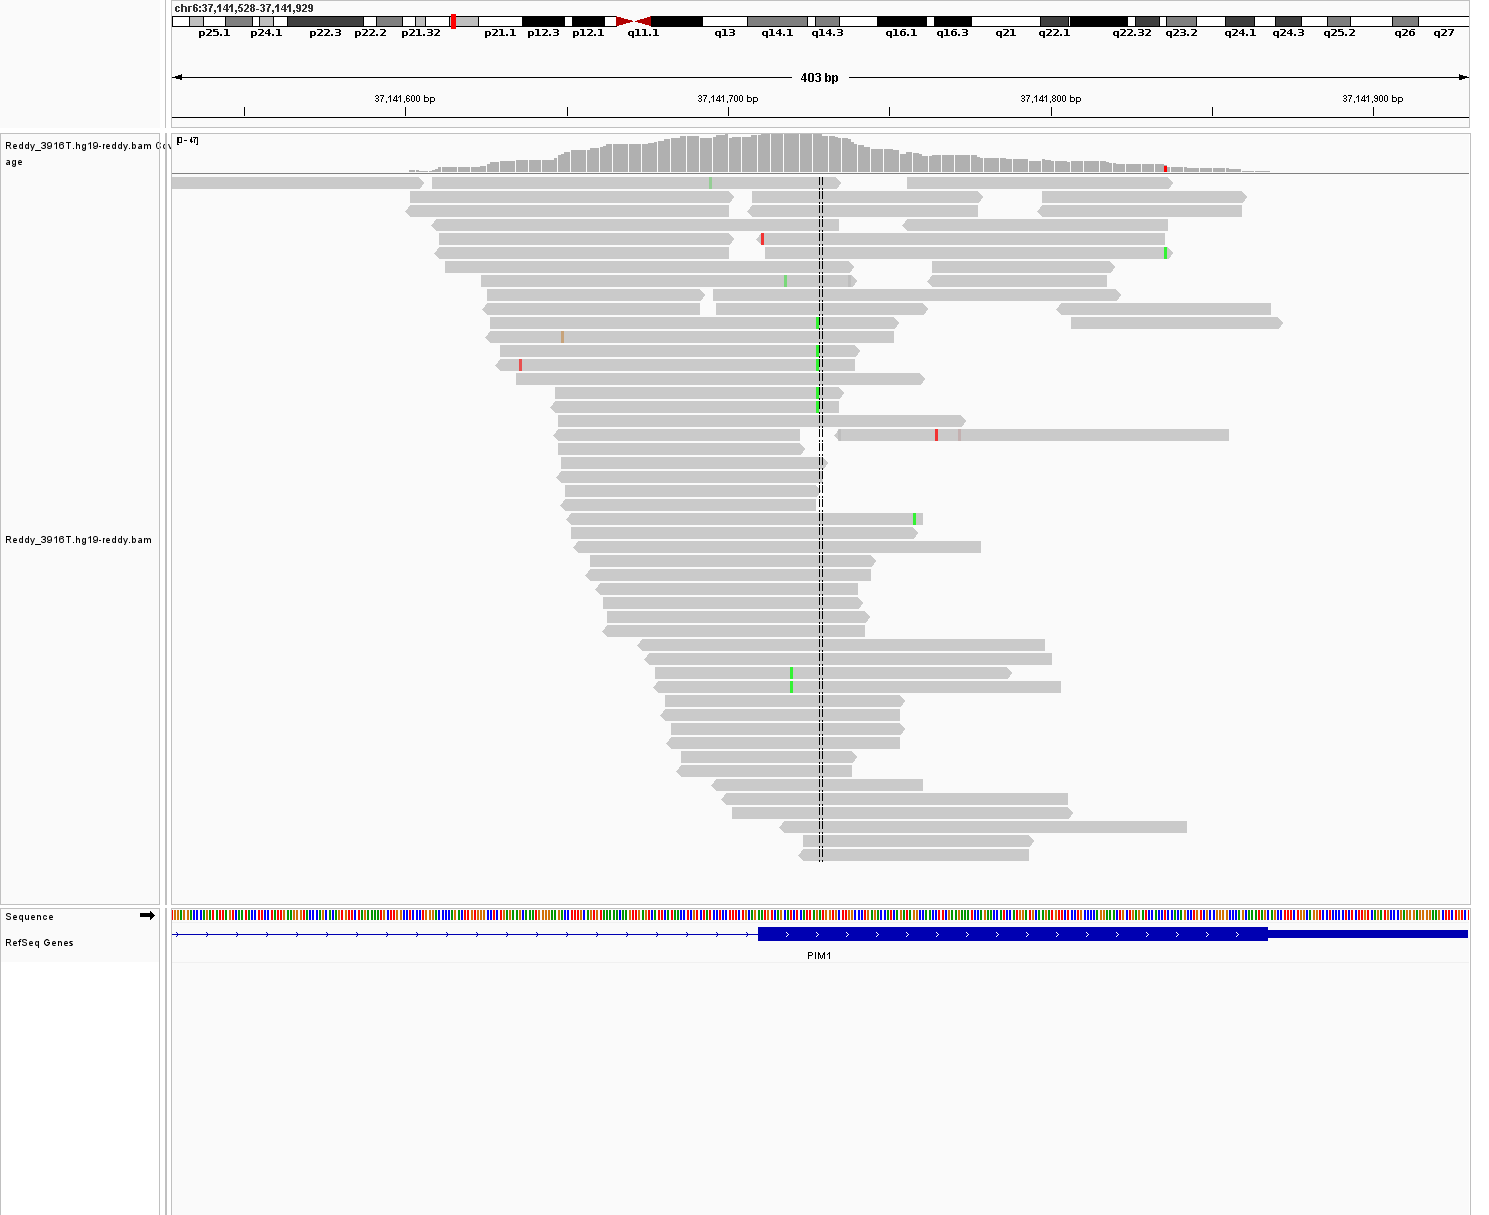 chr6:37,141,528-37,141,929
p25.1 p24.1 p22.3 p22.2 p21.32 p21.1 p12.3 p12.1 q11.1 q13 q14.1 q14.3 q16.1 q16.3 q21 q22.1 q22.32 q23.2 q24.1 q24.3 q25.2 q26 q27
403 bp
37,141,600 bp 37,141,700 bp 37,141,800 bp 37,141,900 bp
[0 - 47]
Reddy_3916T.hg19-reddy.bam Cov
age
Reddy_3916T.hg19-reddy.bam
Sequence
RefSeq Genes
PIM1